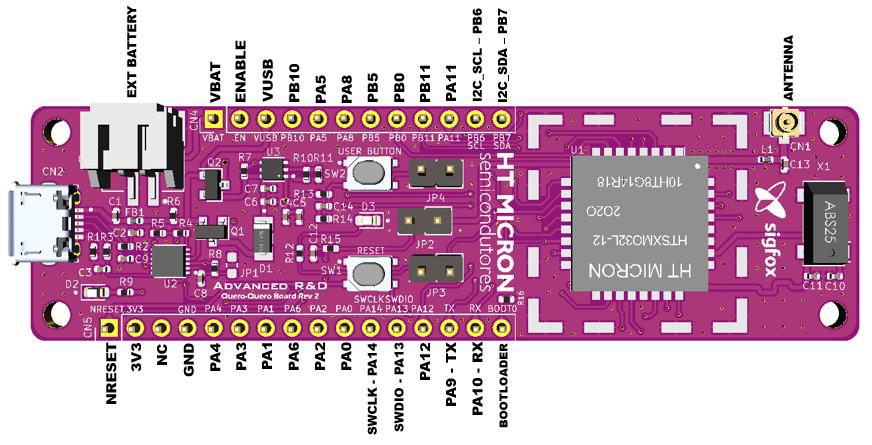 EXT BATTERY
VBAT
ENABLE
VUSB
PB10
PA5
PA8
PB5
PB0
PB11
PA11
I2C_SCL - PB6
I2C_SDA - PB7
ANTENNA
CN4
VBAT EN VUSB PB10 PA5 PA8 PB5 PB0 PB11 PA11 PB6 PB7
SCL SDA
CN2
Q2
R7
U3
R10 R11
USER BUTTON
SW2
JP4
C7
C6
C5
R13
C14
R14
D3
JP2
C1
R6
FB1
R5 R4
C2
R2
C9
R1 R3
C3
Q1
D1
R12
C12
R15
RESET
SW1
JP3
U2
R8
JP1
C8
D2
R9
ADVANCED R&D
Quero-Quero Board Rev 2
HT MICRON
semicondutores
R16
U1
10HT8G14R18
2020
HTSXMO32L-12
HT MICRON
sigfox
CN1
L1
C13
X1
ABS25
C11 C10
CN5
NRESET 3V3 GND PA4 PA3 PA1 PA6 PA2 PA0 SWCLK SWDIO PA12 TX RX BOOT0
PA14 PA13
NRESET
3V3
NC
GND
PA4
PA3
PA1
PA6
PA2
PA0
SWCLK - PA14
SWDIO - PA13
PA12
PA9 - TX
PA10 - RX
BOOTLOADER